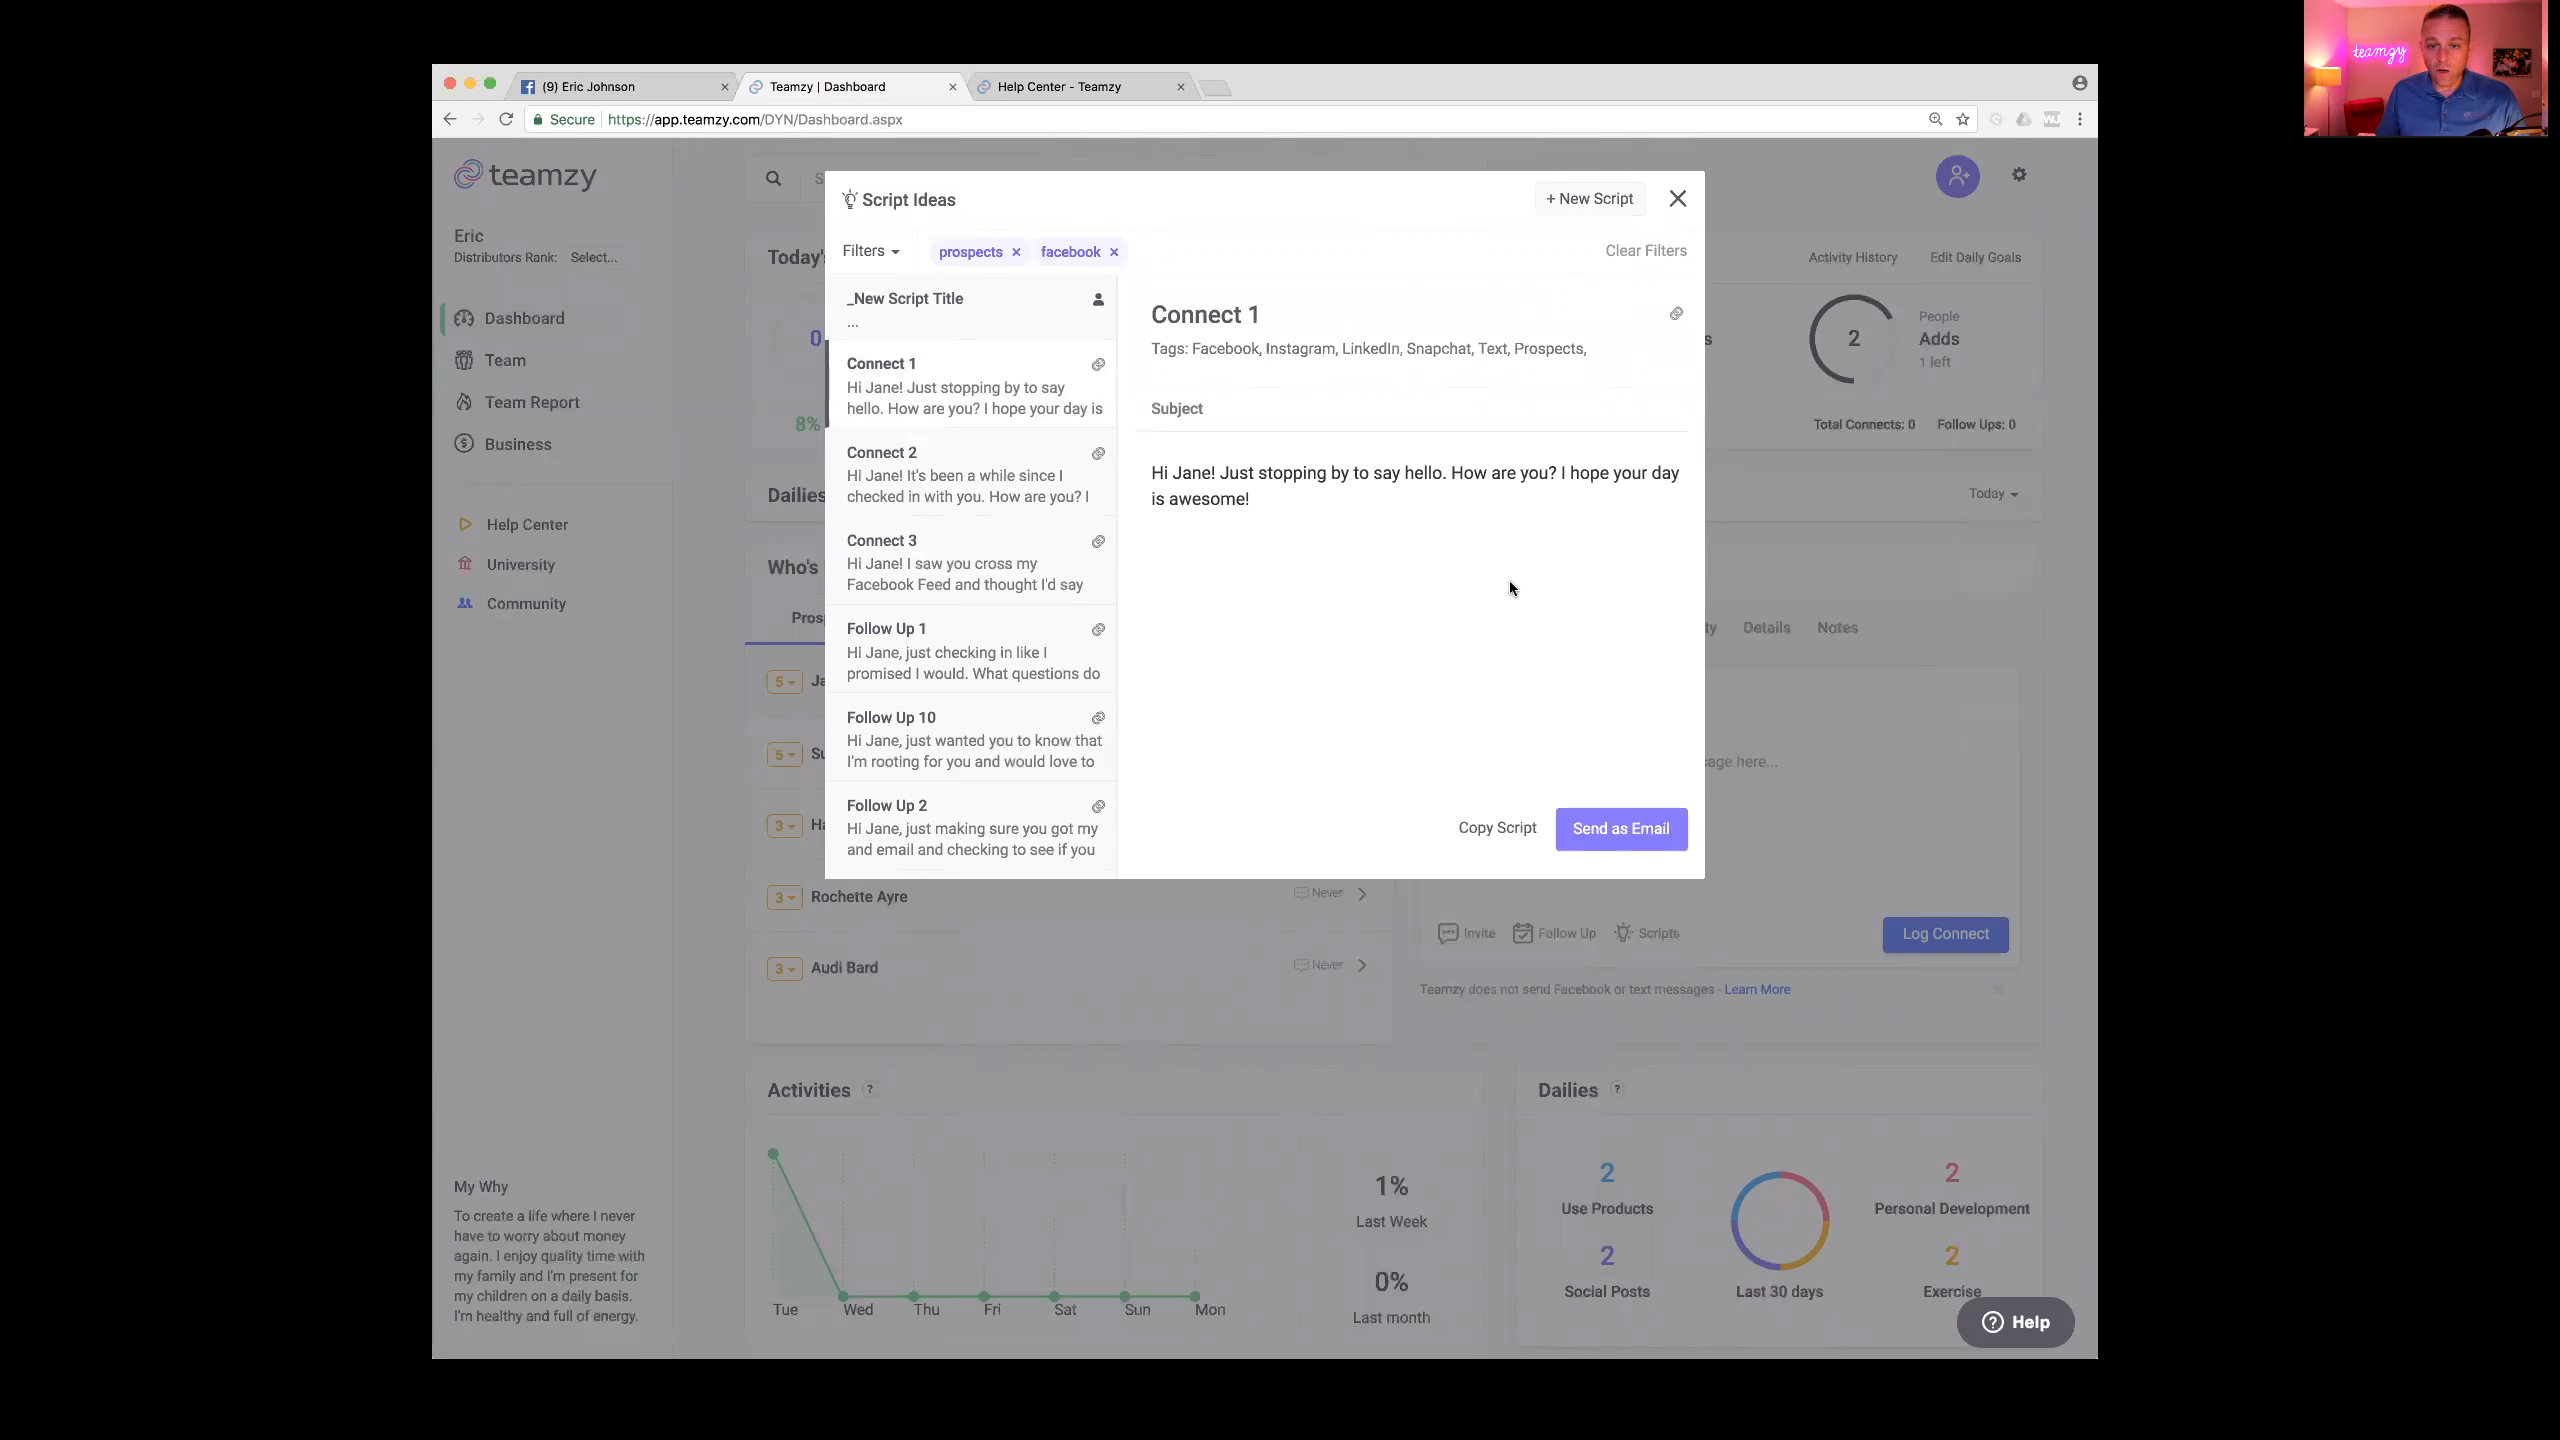 teamzy
(9) Eric Johnson
Teamzy | Dashboard
Help Center - Teamzy
Secure
https://app.teamzy.com/DYN/Dashboard.aspx
teamzy
Eric
Distributors Rank: Select...
Dashboard
Team
Team Report
Business
Help Center
University
Community
My Why
To create a life where I never
have to worry about money
again. I enjoy quality time with
my family and I'm present for
my children on a daily basis.
I'm healthy and full of energy.
Today's
0
8%
Activity History
Edit Daily Goals
2
People
Adds
1 left
Total Connects: 0
Follow Ups: 0
Dailies
Today
Who's
Details
Notes
5
5
3
3
Rochette Ayre
Never
3
Audi Bard
Never
Script Ideas
+ New Script
Filters
prospects
facebook
Clear Filters
_New Script Title
...
Connect 1
Hi Jane! Just stopping by to say
hello. How are you? I hope your day is
Connect 2
Hi Jane! It's been a while since I
checked in with you. How are you? I
Connect 3
Hi Jane! I saw you cross my
Facebook Feed and thought I'd say
Follow Up 1
Hi Jane, just checking in like I
promised I would. What questions do
Follow Up 10
Hi Jane, just wanted you to know that
I'm rooting for you and would love to
Follow Up 2
Hi Jane, just making sure you got my
and email and checking to see if you
Connect 1
Tags: Facebook, Instagram, LinkedIn, Snapchat, Text, Prospects,
Subject
Hi Jane! Just stopping by to say hello. How are you? I hope your day
is awesome!
Copy Script
Send as Email
here...
Invite
Follow Up
Scripts
Log Connect
Teamzy does not send Facebook or text messages - Learn More
Activities ?
Tue
Wed
Thu
Fri
Sat
Sun
Mon
1%
Last Week
0%
Last month
Dailies ?
2
Use Products
2
Social Posts
Last 30 days
2
Personal Development
2
Exercise
? Help